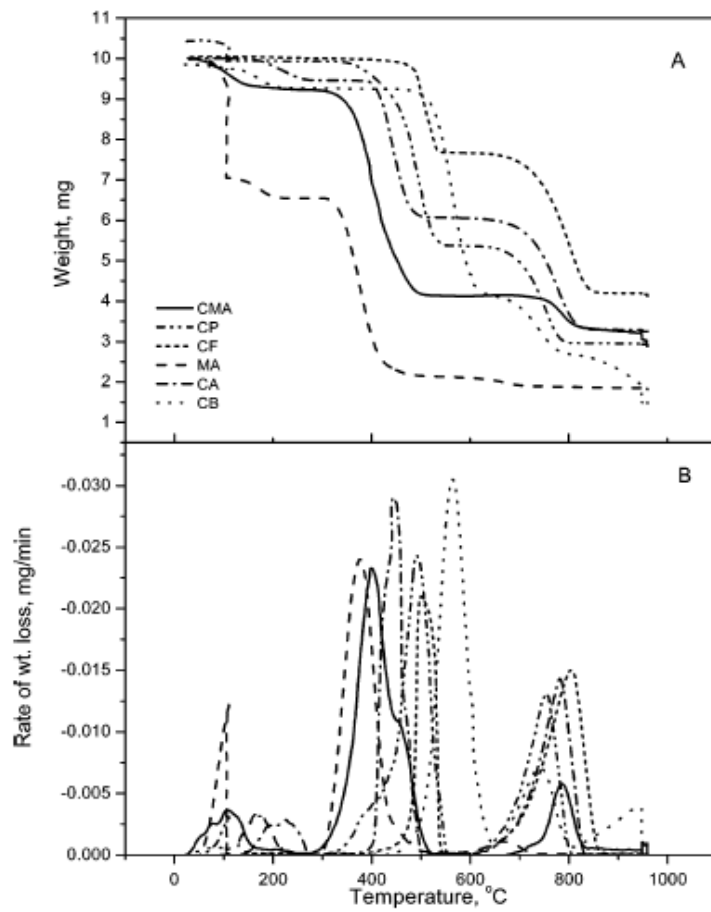 11
10
9
8
7
6
5
4
3
2
1
Weight, mg
A
CMA
CP
CF
MA
CA
CB
B
-0.030
-0.025
-0.020
-0.015
-0.010
-0.005
0.000
Rate of wt. loss, mg/min
0 200 400 600 800 1000
Temperature, °C